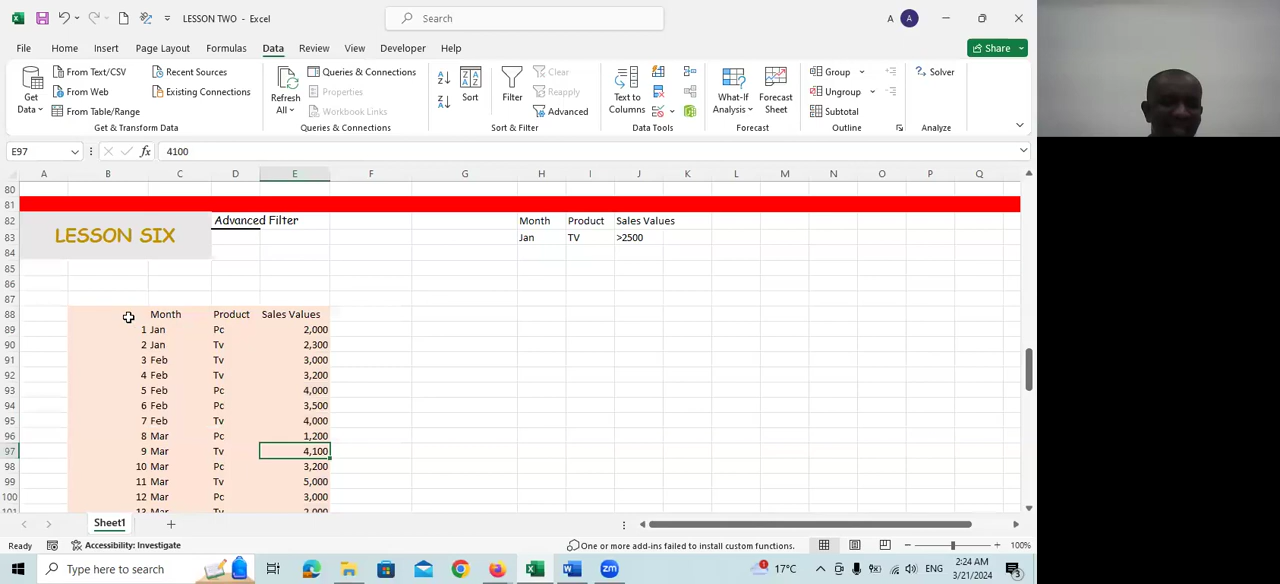 LESSON TWO - Excel
Search
A A
File Home Insert Page Layout Formulas Data Review View Developer Help
Share
Get Data
From Text/CSV
From Web
From Table/Range
Recent Sources
Existing Connections
Get & Transform Data
Refresh All
Queries & Connections
Properties
Workbook Links
Queries & Connections
Sort
Filter
Clear
Reapply
Advanced
Sort & Filter
Text to Columns
Data Tools
What-If Analysis
Forecast Sheet
Forecast
Group
Ungroup
Subtotal
Outline
Solver
Analyze
E97 fx 4100
A B C D E F G H I J K L M N O P Q
80
81
82 Advanced Filter Month Product Sales Values
LESSON SIX
83 Jan TV >2500
84
85
86
87
88 Month Product Sales Values
89 1 Jan Pc 2,000
90 2 Jan Tv 2,300
91 3 Feb Pc 3,000
92 4 Feb Tv 3,200
93 5 Feb Pc 4,000
94 6 Feb Pc 3,500
95 7 Feb Tv 4,000
96 8 Mar Pc 1,200
97 9 Mar Tv 4,100
98 10 Mar Pc 3,200
99 11 Mar Tv 5,000
100 12 Mar Pc 3,000
101 13 Mar Tv 2,000
Sheet1
Ready Accessibility: Investigate One or more add-ins failed to install custom functions. 100%
Type here to search 17°C ENG 2:24 AM
3/21/2024